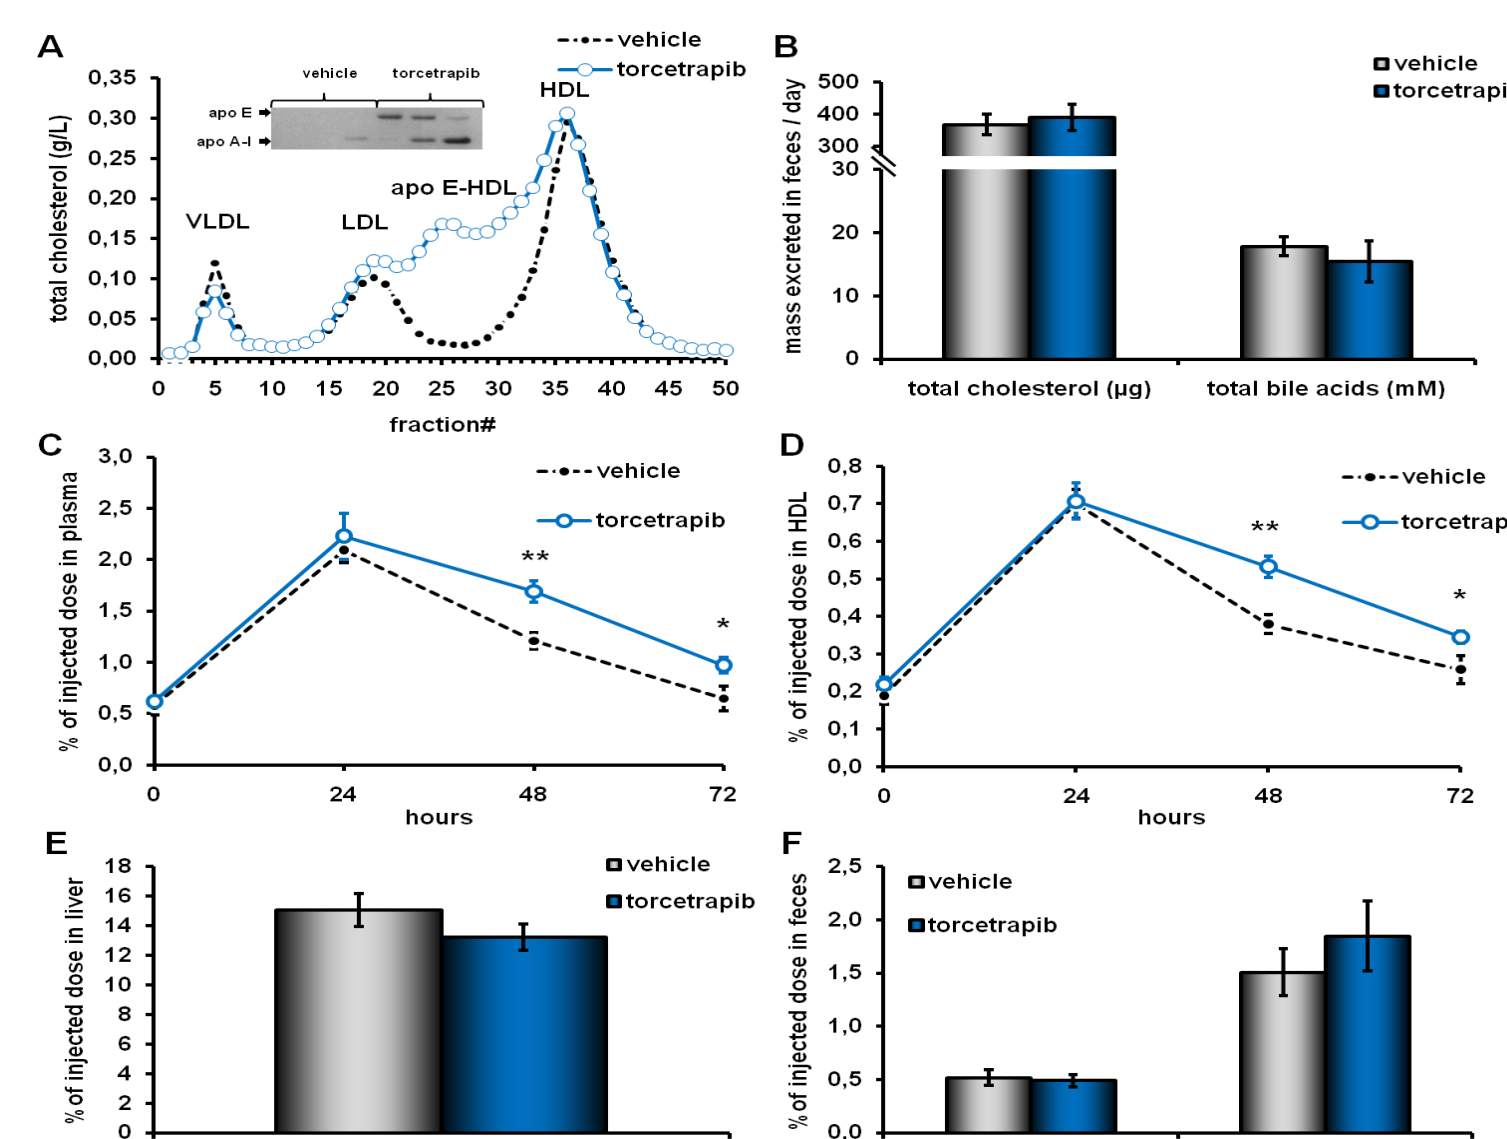 A
vehicle
torcetrapib
0,35
0,30
0,25
0,20
0,15
0,10
0,05
0,00
total cholesterol (g/L)
vehicle torcetrapib
apo E
apo A-I
HDL
apo E-HDL
VLDL
LDL
0 5 10 15 20 25 30 35 40 45 50
fraction#
B
vehicle
torcetrapi
500
400
300
30
20
10
0
mass excreted in feces / day
total cholesterol (µg) total bile acids (mM)
C
vehicle
torcetrapib
3,0
2,5
2,0
1,5
1,0
0,5
0,0
% of injected dose in plasma
**
*
0 24 48 72
hours
D
vehicle
torcetrap
0,8
0,7
0,6
0,5
0,4
0,3
0,2
0,1
0,0
% of injected dose in HDL
**
*
0 24 48 72
hours
E
vehicle
torcetrapib
18
16
14
12
10
8
6
4
2
0
% of injected dose in liver
F
vehicle
torcetrapib
2,5
2,0
1,5
1,0
0,5
0,0
% of injected dose in feces